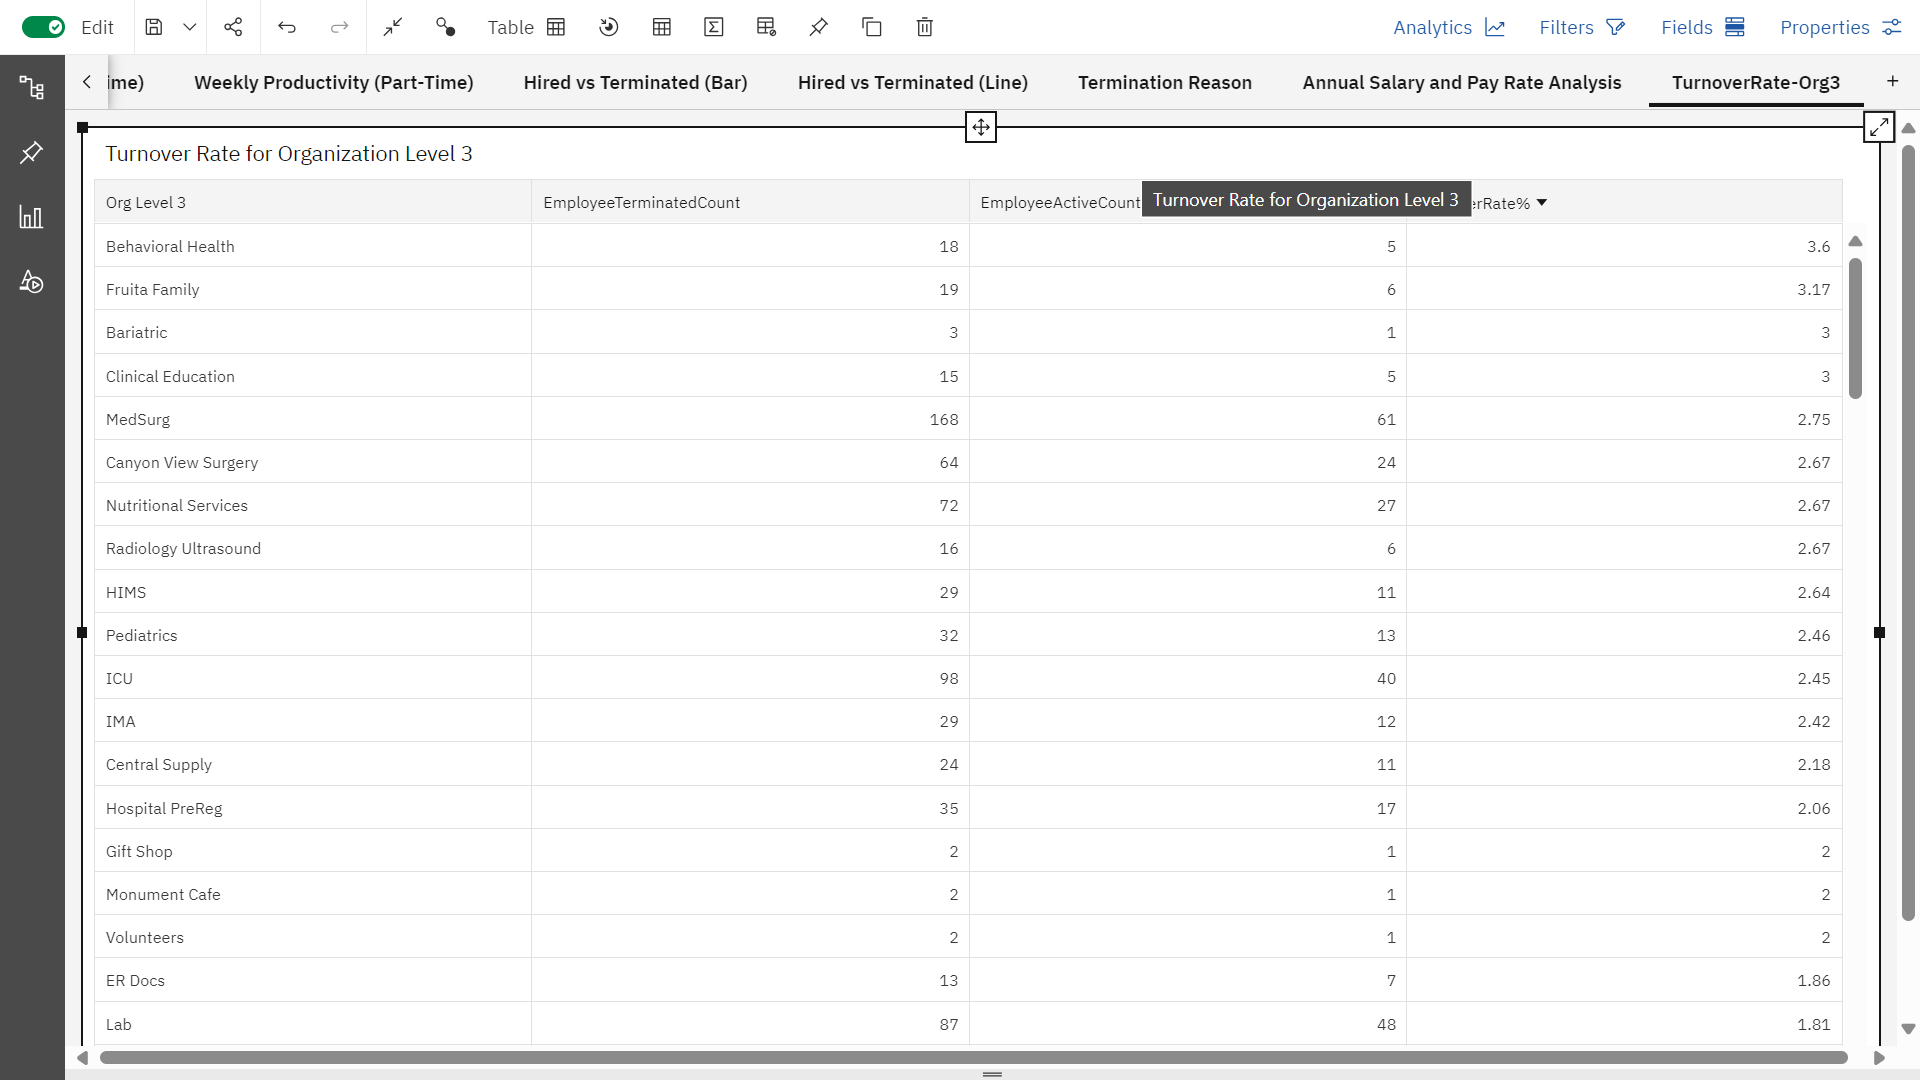 Edit Table Analytics Filters Fields Properties
ime) Weekly Productivity (Part-Time) Hired vs Terminated (Bar) Hired vs Terminated (Line) Termination Reason Annual Salary and Pay Rate Analysis TurnoverRate-Org3 +
Turnover Rate for Organization Level 3
Org Level 3 EmployeeTerminatedCount EmployeeActiveCount Turnover Rate for Organization Level 3 erRate%
Behavioral Health 18 5 3.6
Fruita Family 19 6 3.17
Bariatric 3 1 3
Clinical Education 15 5 3
MedSurg 168 61 2.75
Canyon View Surgery 64 24 2.67
Nutritional Services 72 27 2.67
Radiology Ultrasound 16 6 2.67
HIMS 29 11 2.64
Pediatrics 32 13 2.46
ICU 98 40 2.45
IMA 29 12 2.42
Central Supply 24 11 2.18
Hospital PreReg 35 17 2.06
Gift Shop 2 1 2
Monument Cafe 2 1 2
Volunteers 2 1 2
ER Docs 13 7 1.86
Lab 87 48 1.81